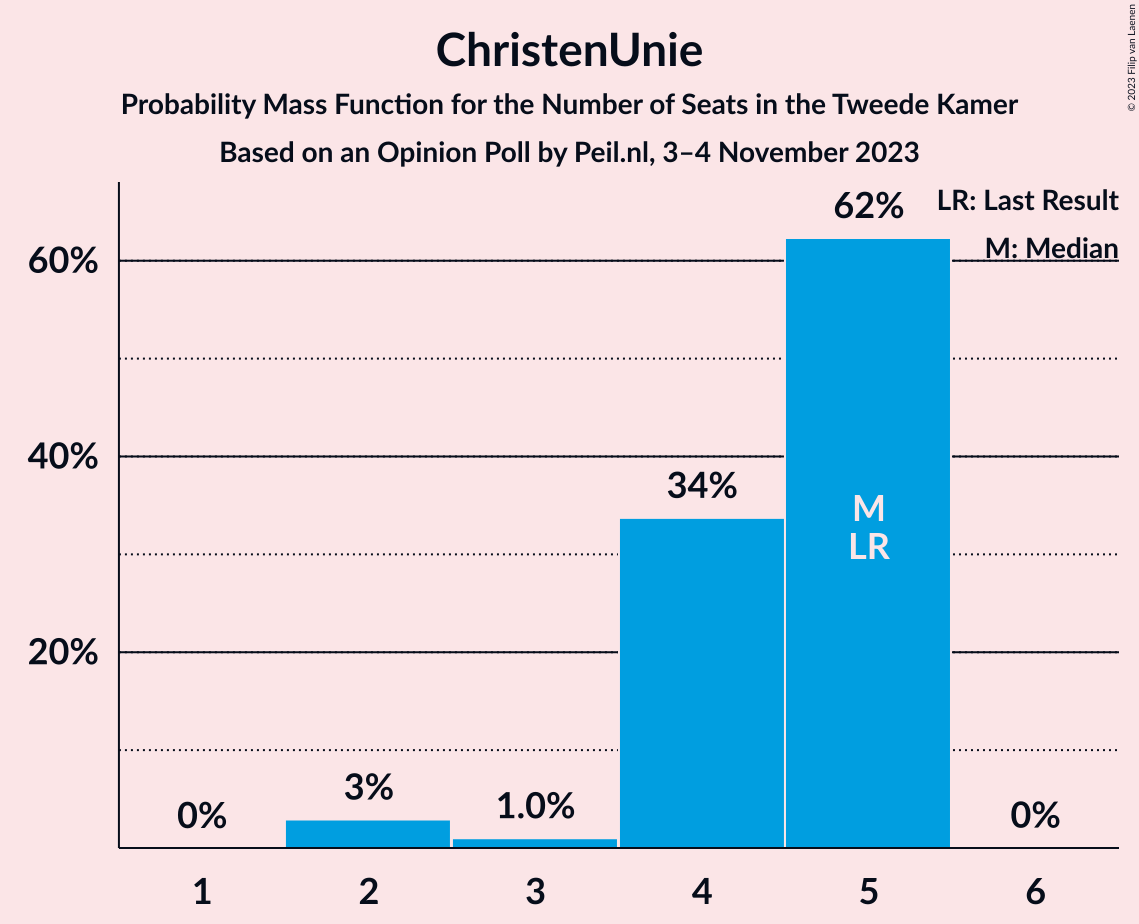 ChristenUnie
Probability Mass Function for the Number of Seats in the Tweede Kamer
Based on an Opinion Poll by Peil.nl, 3–4 November 2023
© 2023 Filip van Laenen
LR: Last Result
M: Median
60%
40%
20%
0%
3%
1.0%
34%
62%
0%
M
LR
1
2
3
4
5
6